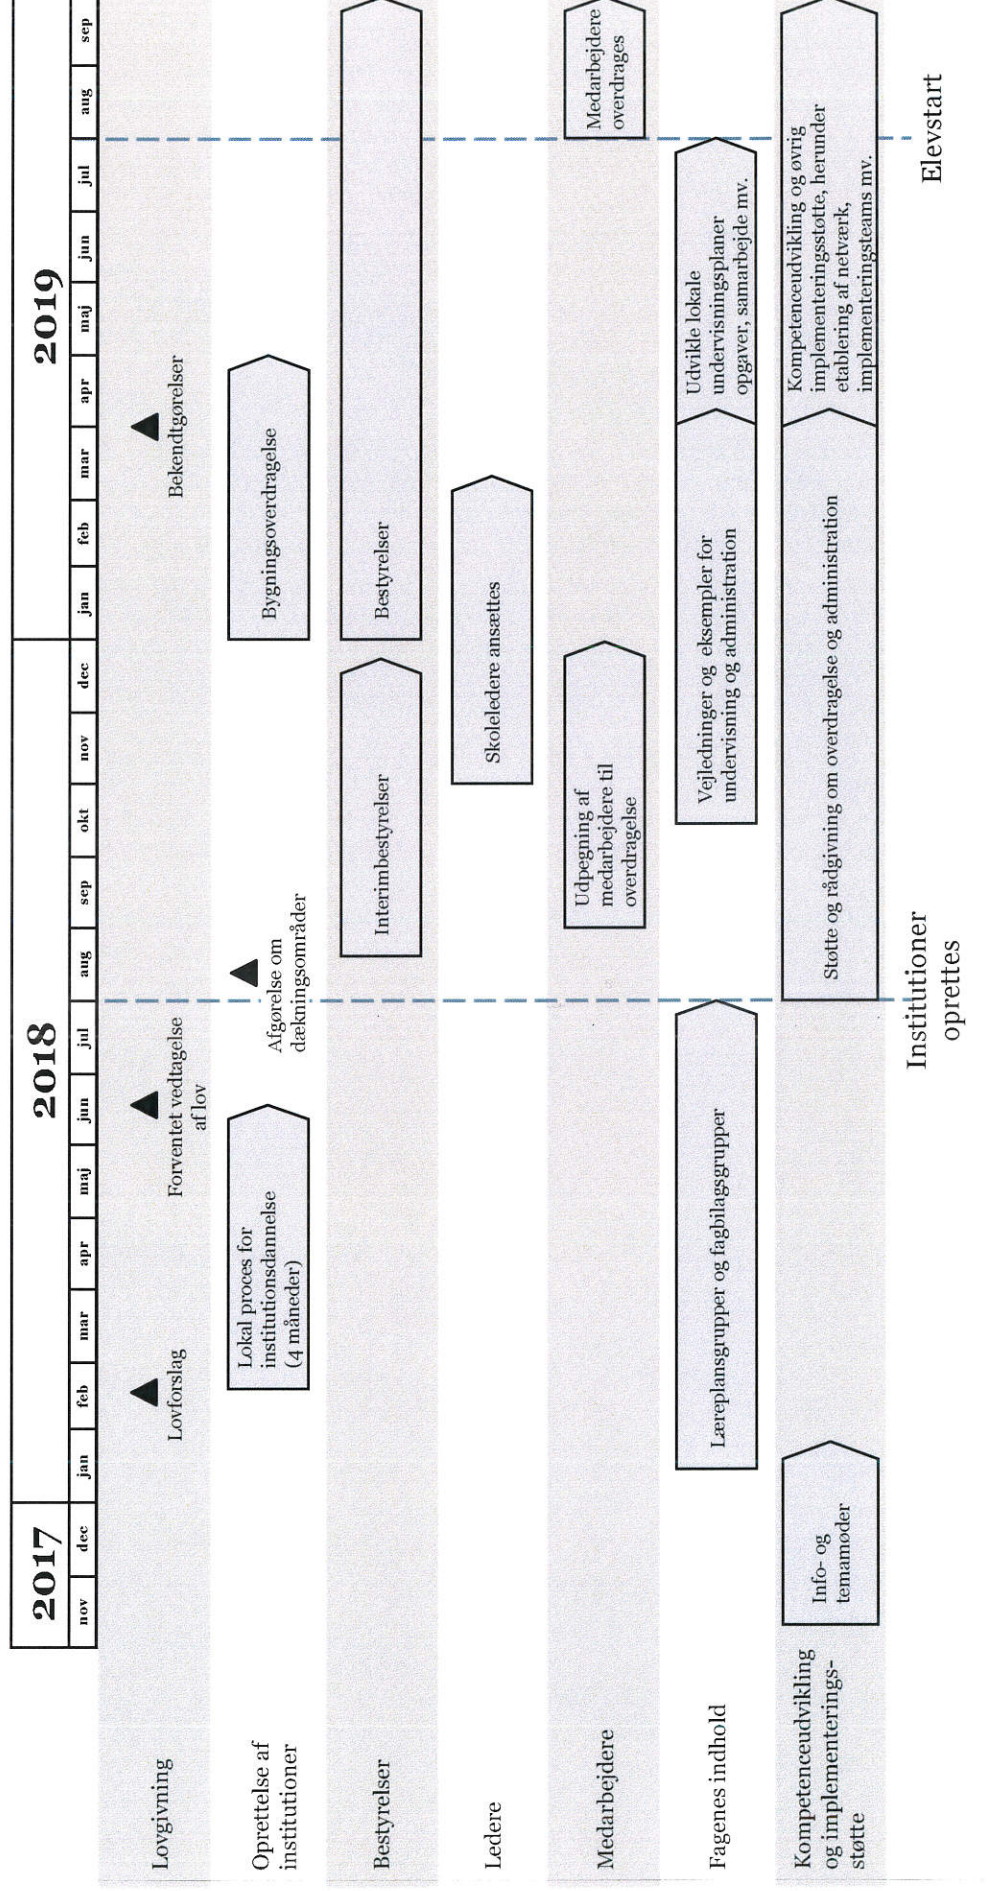 2017
2018
2019
nov
dec
jan
feb
mar
apr
maj
jun
jul
aug
sep
okt
nov
dec
jan
feb
mar
apr
maj
jun
jul
aug
sep
Lovgivning
Lovforslag
Forventet vedtagelse
af lov
Bekendtgørelser
Oprettelse af
institutioner
Lokal proces for
institutionsdannelse
(4 måneder)
Afgørelse om
dækningsområder
Bygningsoverdragelse
Bestyrelser
Interimbestyrelser
Bestyrelser
Ledere
Skoleledere ansættes
Medarbejdere
Udpegning af
medarbejdere til
overdragelse
Medarbejdere
overdrages
Fagenes indhold
Læreplansgrupper og fagbilagsgrupper
Vejledninger og eksempler for
undervisning og administration
Udvikle lokale
undervisningsplaner
opgaver, samarbejde mv.
Kompetenceudvikling
og implementerings-
støtte
Info- og
temamøder
Støtte og rådgivning om overdragelse og administration
Kompetenceudvikling og øvrig
implementeringsstøtte, herunder
etablering af netværk,
implementeringsteams mv.
Institutioner
oprettes
Elevstart